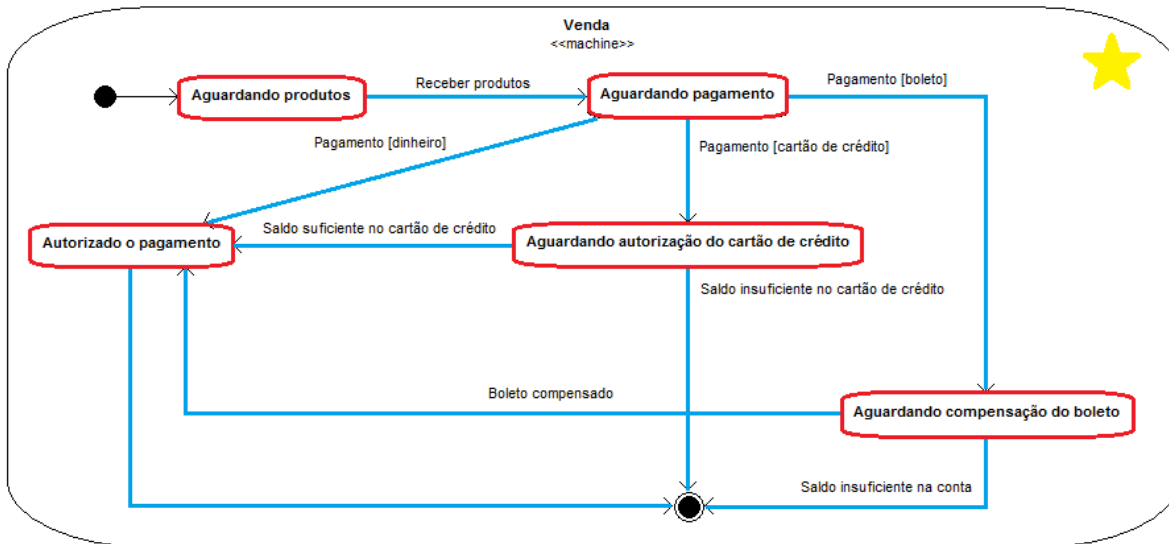 Venda
<<machine>>
Aguardando produtos
Receber produtos
Aguardando pagamento
Pagamento [boleto]
Pagamento [dinheiro]
Pagamento [cartão de crédito]
Autorizado o pagamento
Saldo suficiente no cartão de crédito
Aguardando autorização do cartão de crédito
Saldo insuficiente no cartão de crédito
Boleto compensado
Aguardando compensação do boleto
Saldo insuficiente na conta